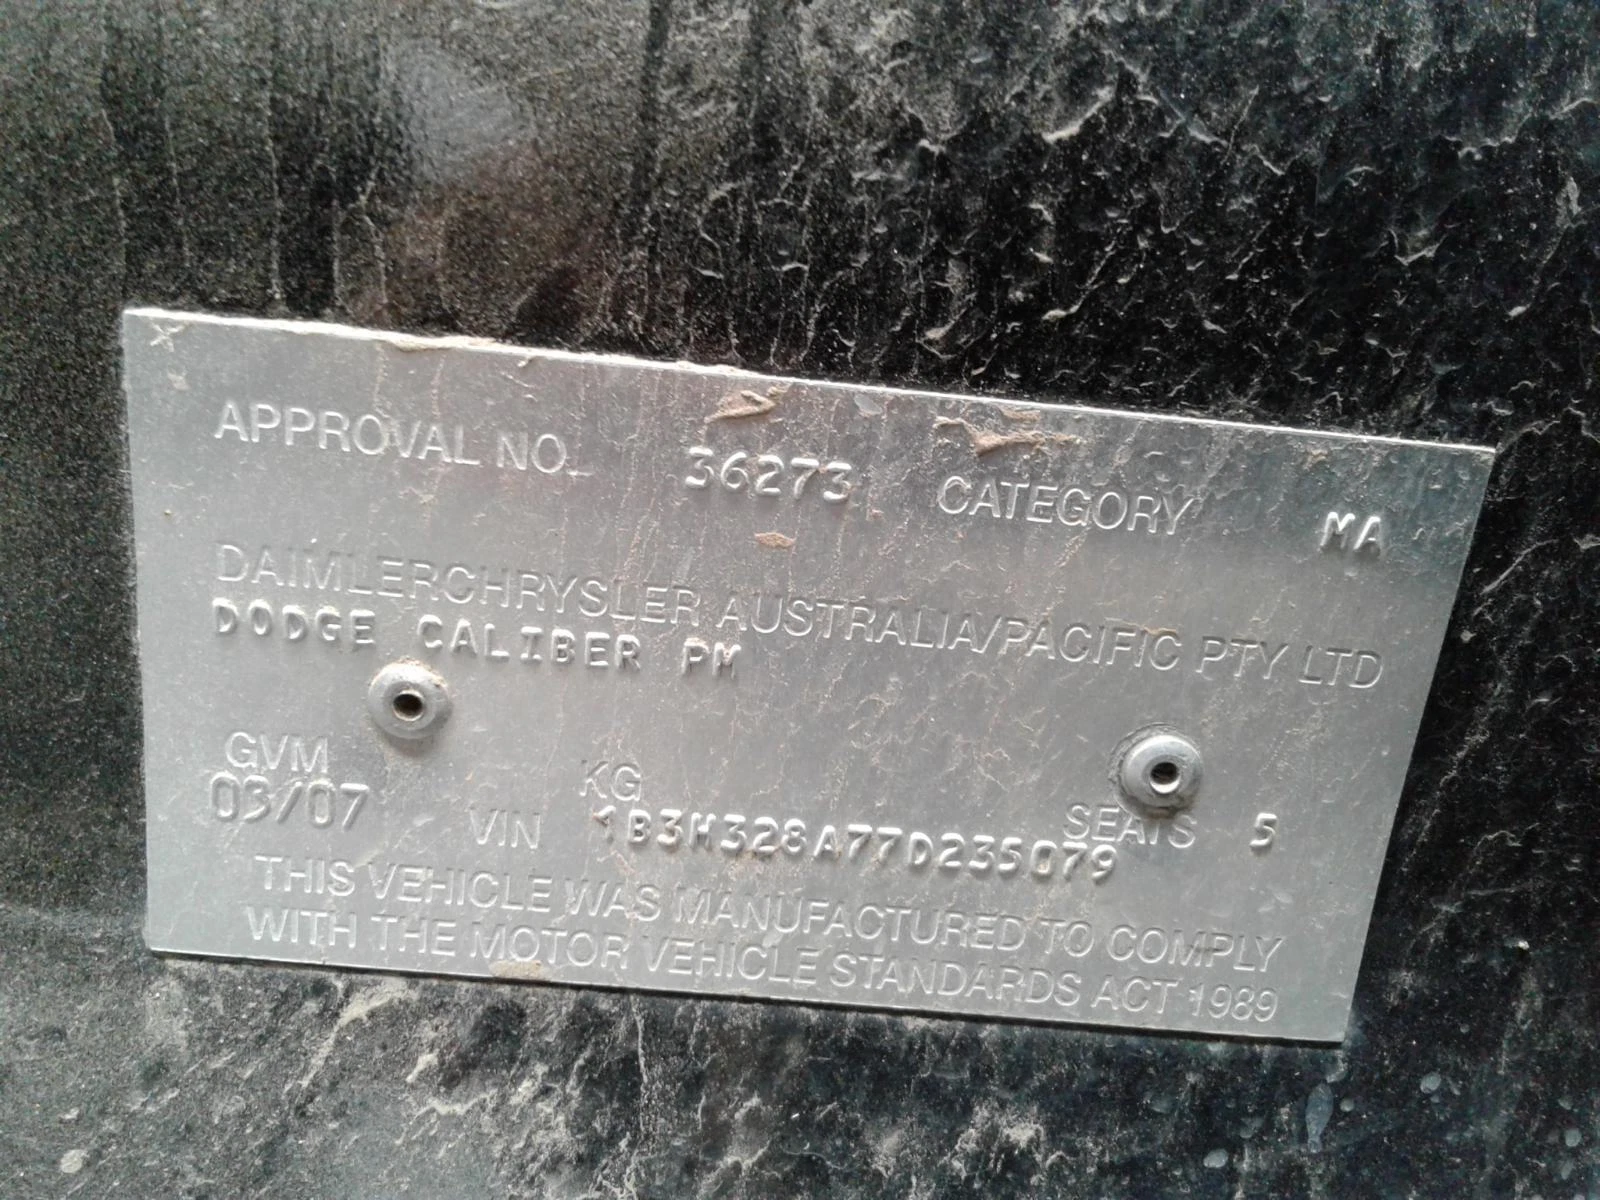 APPROVAL NO. 36273 CATEGORY MA
DAIMLERCHRYSLER AUSTRALIA/PACIFIC PTY LTD
DODGE CALIBER PM
GVM KG SEATS 5
03/07 VIN 1B3H328A77D235079
THIS VEHICLE WAS MANUFACTURED TO COMPLY
WITH THE MOTOR VEHICLE STANDARDS ACT 1989